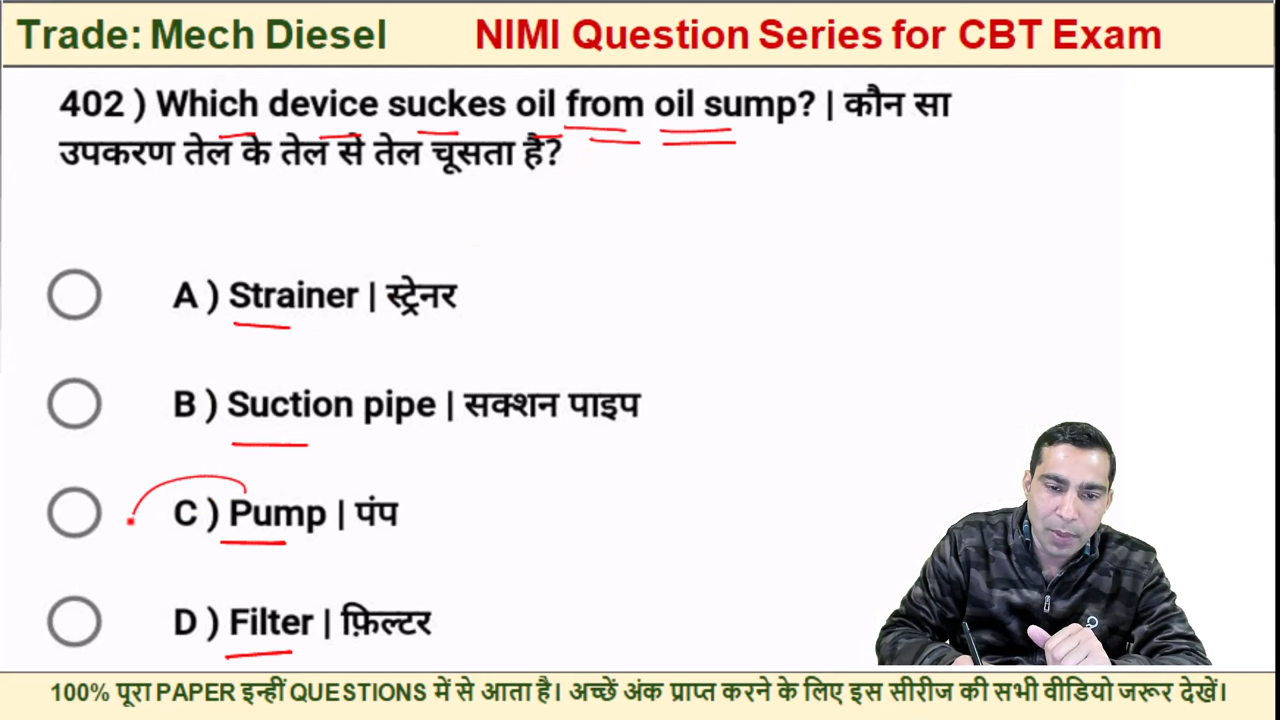 Trade: Mech Diesel NIMI Question Series for CBT Exam
402 ) Which device suckes oil from oil sump? | कौन सा
उपकरण तेल के तेल से तेल चूसता है?
A ) Strainer | स्ट्रेनर
B ) Suction pipe | सक्शन पाइप
C ) Pump | पंप
D ) Filter | फ़िल्टर
100% पूरा PAPER इन्हीं QUESTIONS में से आता है। अच्छें अंक प्राप्त करने के लिए इस सीरीज की सभी वीडियो जरूर देखें।